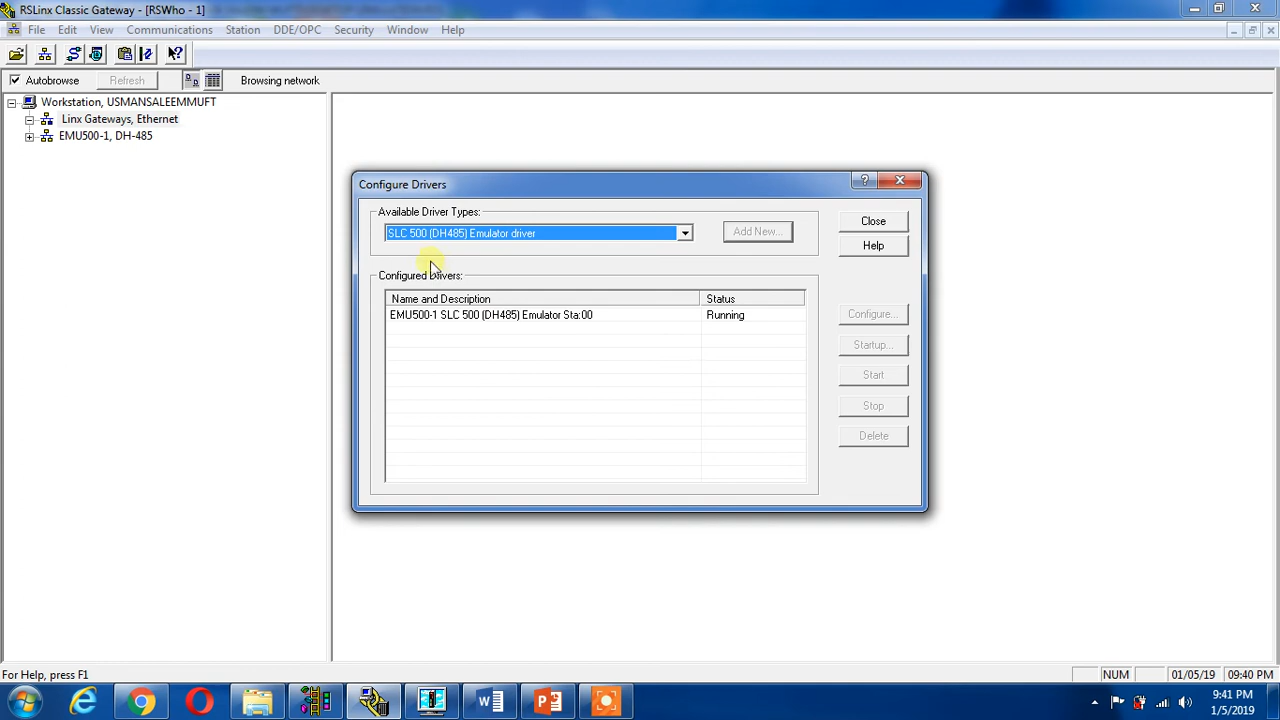 RSLinx Classic Gateway - [RSWho - 1]
File Edit View Communications Station DDE/OPC Security Window Help
Autobrowse Refresh Browsing network
Workstation, USMANSALEEMMUFT
Linx Gateways, Ethernet
EMU500-1, DH-485
Configure Drivers
Available Driver Types:
SLC 500 (DH485) Emulator driver
Add New...
Close
Help
Configured Drivers:
Name and Description Status
EMU500-1 SLC 500 (DH485) Emulator Sta:00 Running
Configure...
Startup...
Start
Stop
Delete
For Help, press F1 NUM 01/05/19 09:40 PM
9:41 PM
1/5/2019